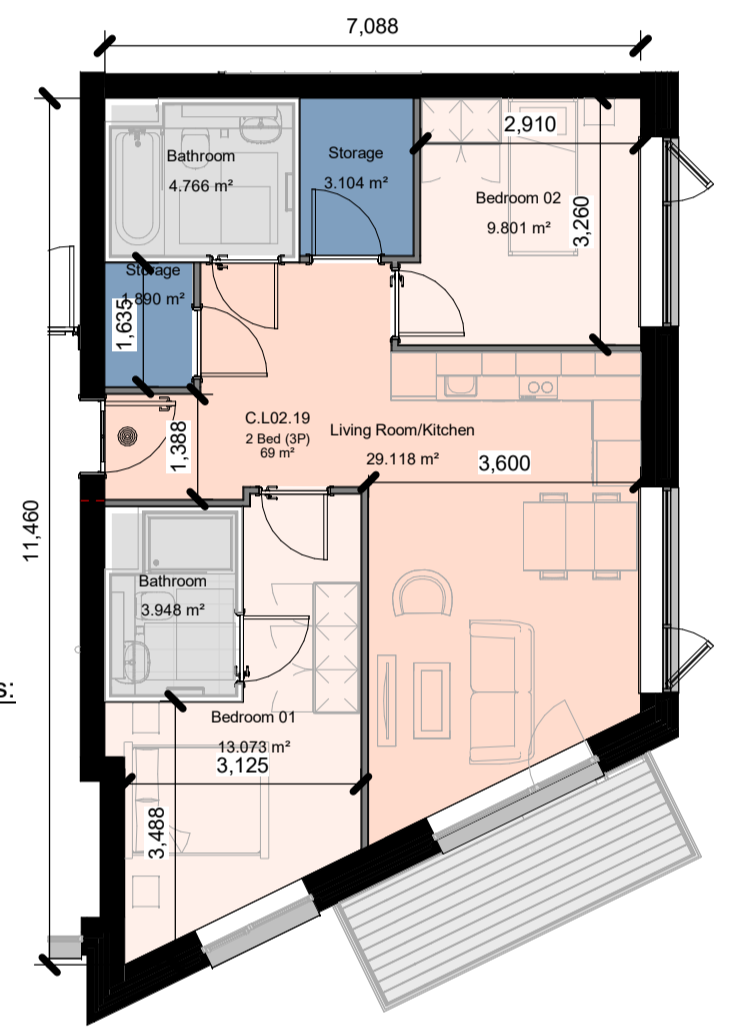 7,088
Bathroom
4.766 m²
Storage
3.104 m²
2,910
Bedroom 02
9.801 m²
3,260
Storage
1.890 m²
1,635
C.L02.19
2 Bed (3P)
69 m²
1,388
Living Room/Kitchen
29.118 m²
3,600
11,460
Bathroom
3.948 m²
s:
Bedroom 01
13.073 m²
3,125
3,488